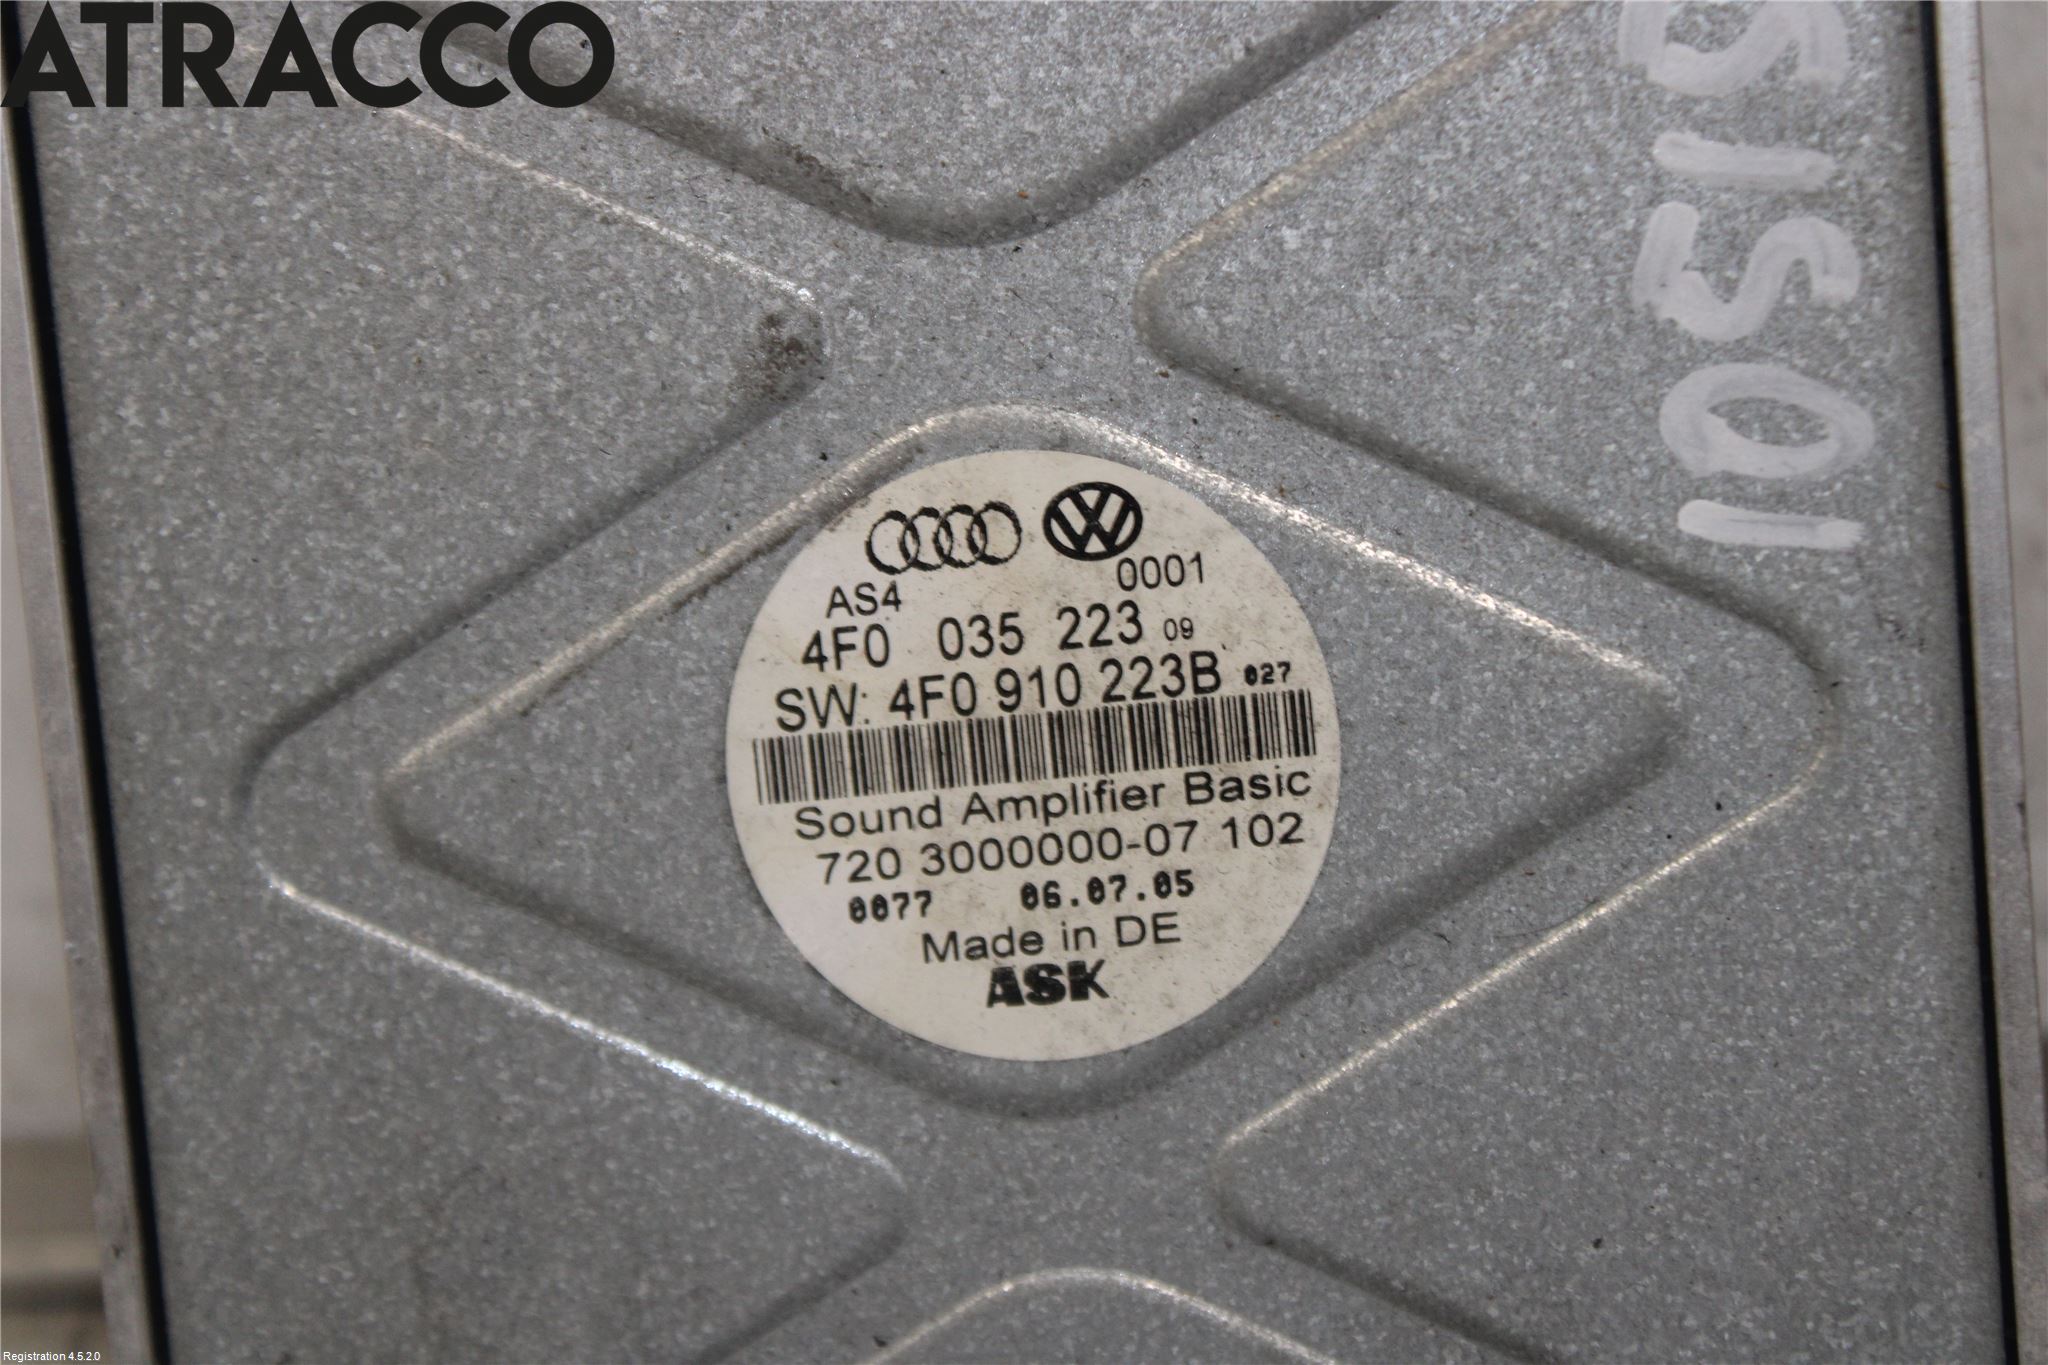 ATRACCO
AS4 0001
4F0 035 223 09
SW: 4F0 910 223B 027
Sound Amplifier Basic
720 3000000-07 102
0077 06.07.05
Made in DE
ASK
Registration 4.5.2.0